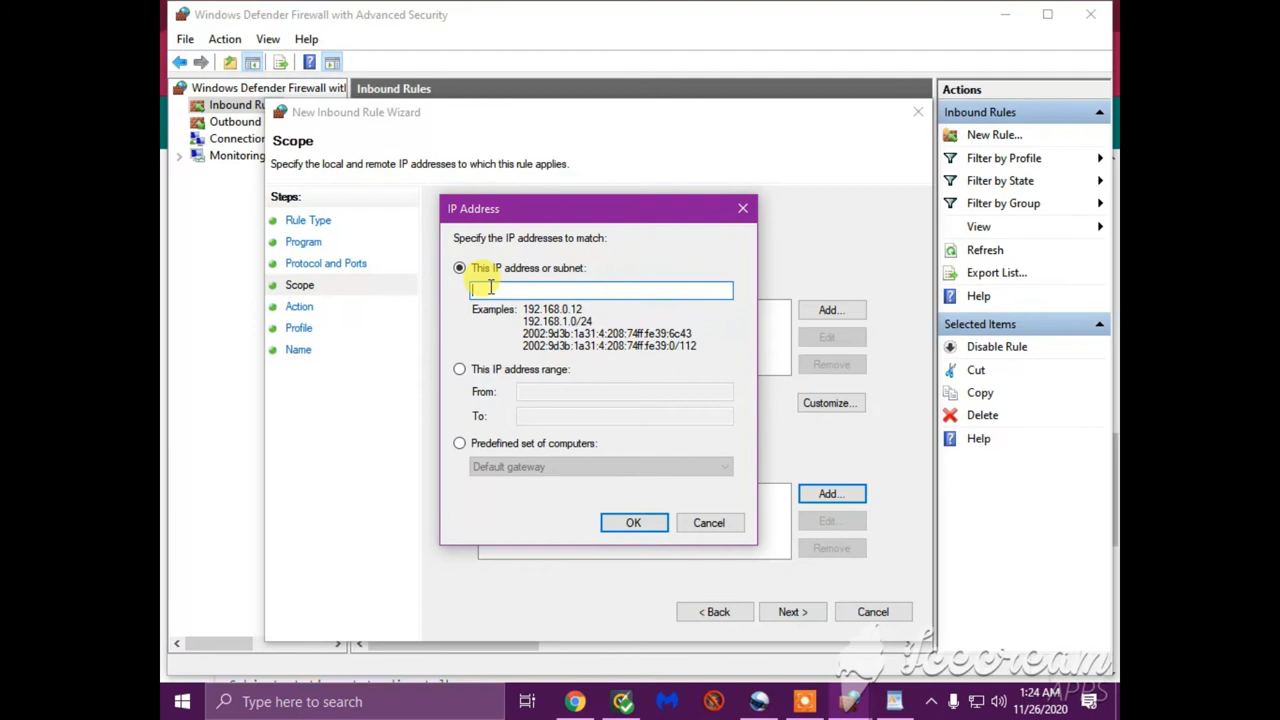 Windows Defender Firewall with Advanced Security
File Action View Help
Windows Defender Firewall with
Inbound Ru
Outbound
Connection
Monitoring
Inbound Rules
New Inbound Rule Wizard
Scope
Specify the local and remote IP addresses to which this rule applies.
Steps:
Rule Type
Program
Protocol and Ports
Scope
Action
Profile
Name
IP Address
Specify the IP addresses to match:
This IP address or subnet:
Examples: 192.168.0.12
192.168.1.0/24
2002:9d3b:1a31:4:208:74ff:fe39:6c43
2002:9d3b:1a31:4:208:74ff:fe39:0/112
This IP address range:
From:
To:
Predefined set of computers:
Default gateway
OK Cancel
Add...
Edit...
Remove
Customize...
Add...
Edit...
Remove
< Back Next > Cancel
Actions
Inbound Rules
New Rule...
Filter by Profile
Filter by State
Filter by Group
View
Refresh
Export List...
Help
Selected Items
Disable Rule
Cut
Copy
Delete
Help
Icecream
APPS
Type here to search
1:24 AM
11/26/2020